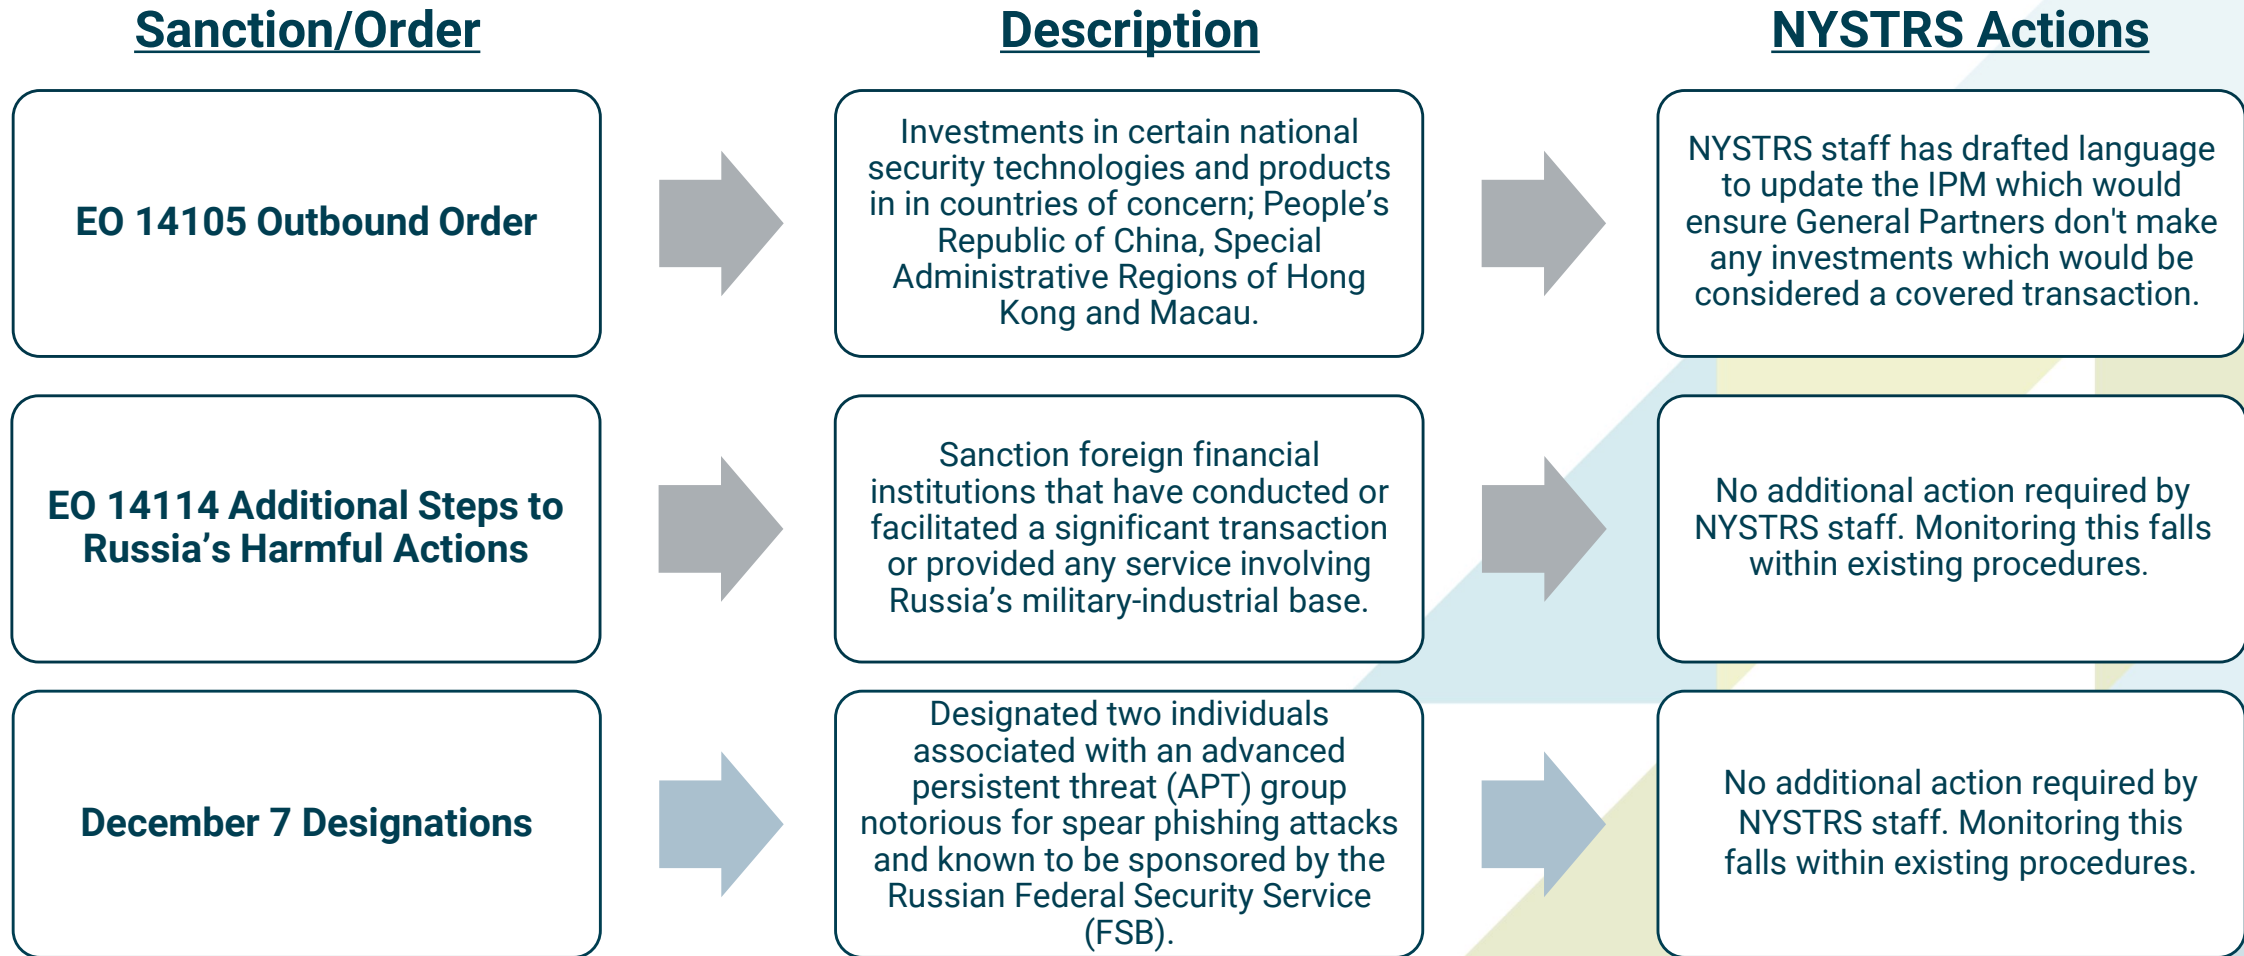 Sanction/Order
Description
NYSTRS Actions
EO 14105 Outbound Order
Investments in certain national
security technologies and products
in in countries of concern; People’s
Republic of China, Special
Administrative Regions of Hong
Kong and Macau.
NYSTRS staff has drafted language
to update the IPM which would
ensure General Partners don't make
any investments which would be
considered a covered transaction.
EO 14114 Additional Steps to
Russia’s Harmful Actions
Sanction foreign financial
institutions that have conducted or
facilitated a significant transaction
or provided any service involving
Russia’s military-industrial base.
No additional action required by
NYSTRS staff. Monitoring this falls
within existing procedures.
December 7 Designations
Designated two individuals
associated with an advanced
persistent threat (APT) group
notorious for spear phishing attacks
and known to be sponsored by the
Russian Federal Security Service
(FSB).
No additional action required by
NYSTRS staff. Monitoring this
falls within existing procedures.